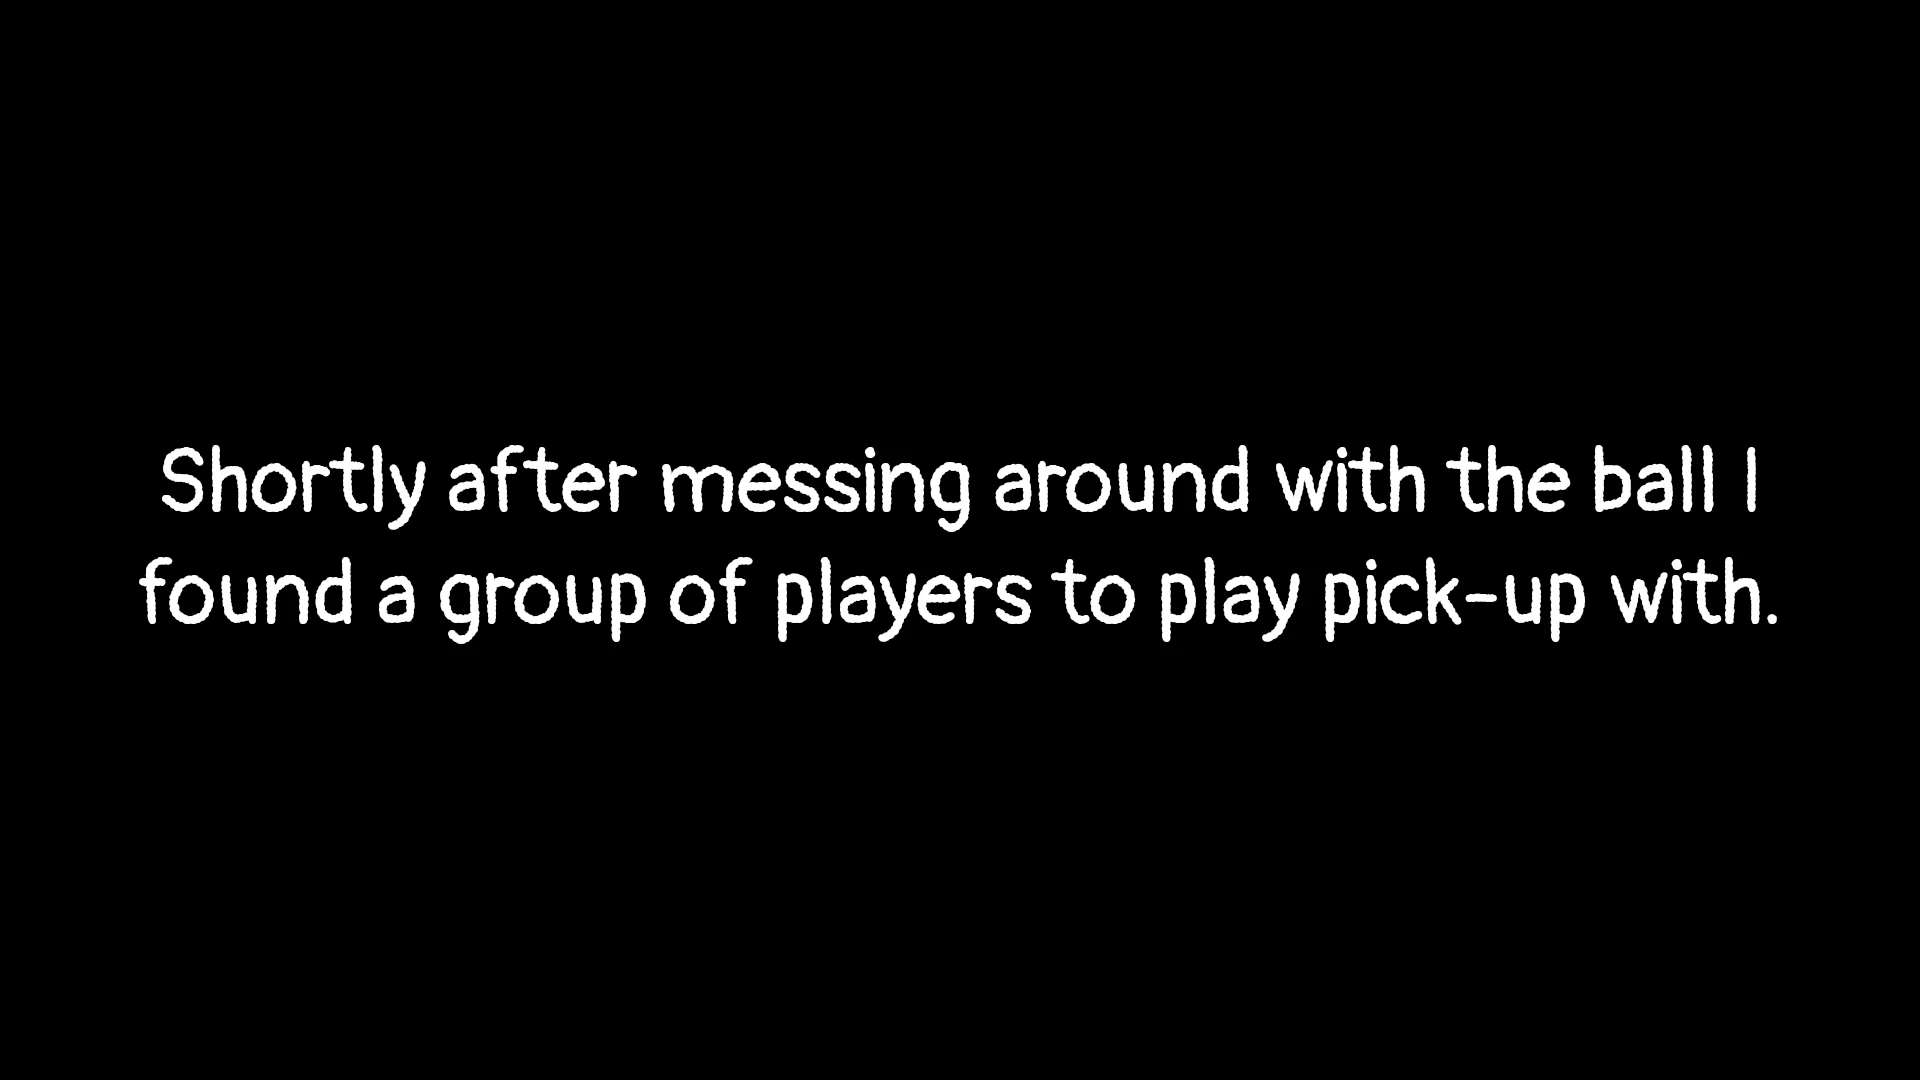 Shortly after messing around with the ball I
found a group of players to play pick-up with.